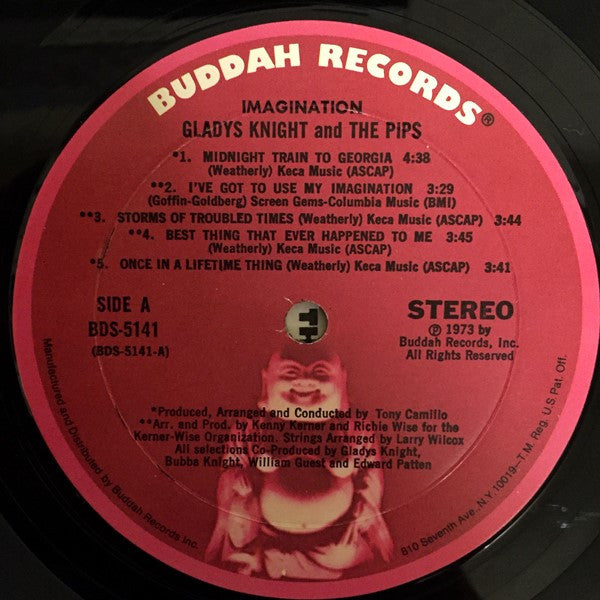 BUDDAH RECORDS®
IMAGINATION
GLADYS KNIGHT and THE PIPS
*1. MIDNIGHT TRAIN TO GEORGIA 4:38
(Weatherly) Keca Music (ASCAP)
**2. I'VE GOT TO USE MY IMAGINATION 3:29
(Goffin-Goldberg) Screen Gems-Columbia Music (BMI)
**3. STORMS OF TROUBLED TIMES (Weatherly) Keca Music (ASCAP) 3:44
**4. BEST THING THAT EVER HAPPENED TO ME 3:45
(Weatherly) Keca Music (ASCAP)
*5. ONCE IN A LIFETIME THING (Weatherly) Keca Music (ASCAP) 3:41
SIDE A
BDS-5141
(BDS-5141-A)
STEREO
℗ 1973 by
Buddah Records, Inc.
All Rights Reserved
*Produced, Arranged and Conducted by Tony Camillo
**Arr. and Prod. by Kenny Kerner and Richie Wise for the
Kerner-Wise Organization. Strings Arranged by Larry Wilcox
All selections Co-Produced by Gladys Knight,
Bubba Knight, William Guest and Edward Patten
Manufactured and Distributed by Buddah Records Inc.
810 Seventh Ave., N.Y. 10019—T.M. Reg. U.S. Pat. Off.